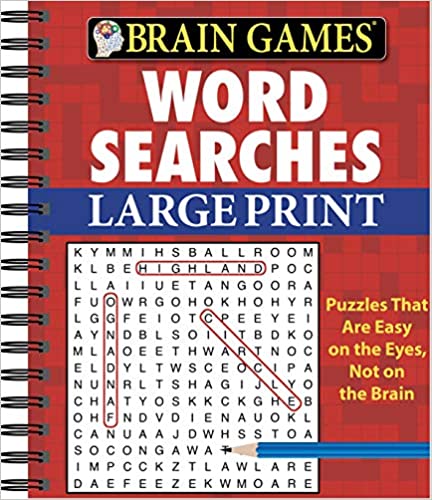 BRAIN GAMES®
WORD
SEARCHES
LARGE PRINT
K Y M M I H S B A L L R O O M
K L B E H I G H L A N D P O C
L L A I I U E T A N G O O R A
F U O W R G O H O K H O H Y R
L G G F E I O T C P E E Y E I
A Y N D B L S O I I T B D K O
M L A O E E T H W A R T N O C
E L D Y L T W S C E O C I P A
N U N R L T S H A G I J L Y O
C H A T Y O S K K C K G H E B
O H F N D V D I E N A U O K L
C A N U A A J D W H S T O A
S O C O N G A W A T
I M P C C K Z T L A W L A R E
D A E E F A E Z J E W M O A R E
Puzzles That
Are Easy
on the Eyes,
Not on
the Brain